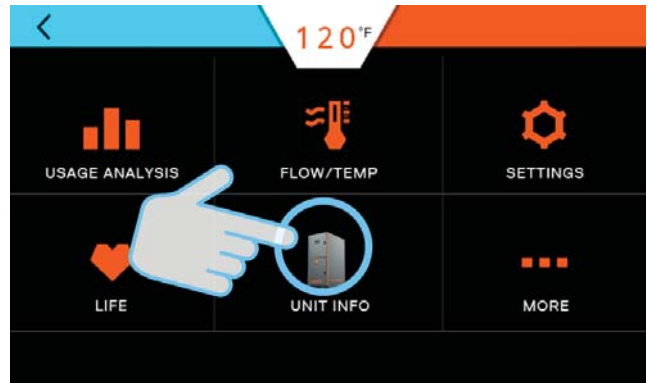 120°F
USAGE ANALYSIS
FLOW/TEMP
SETTINGS
LIFE
UNIT INFO
MORE